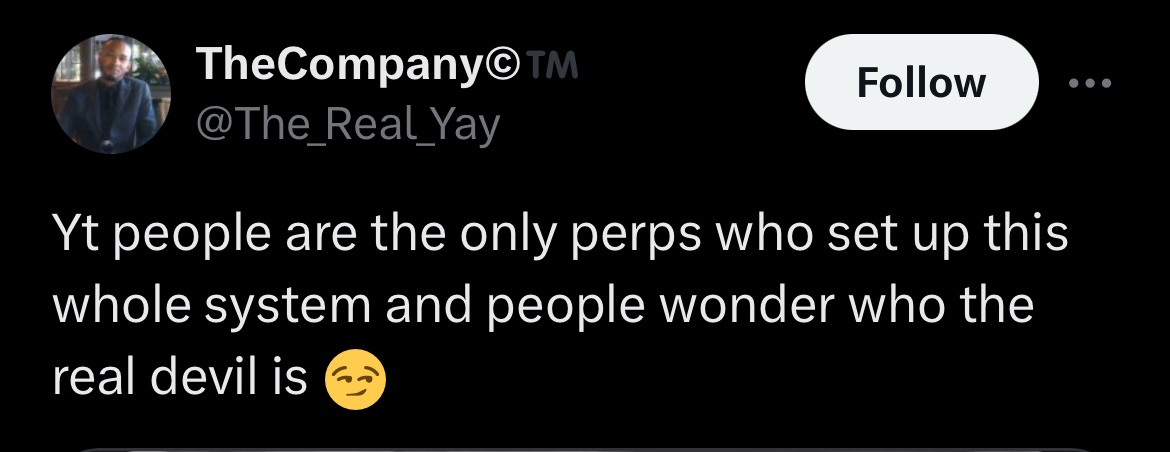 TheCompany©™️
Follow
@The_Real_Yay
Yt people are the only perps who set up this
whole system and people wonder who the
real devil is 😏